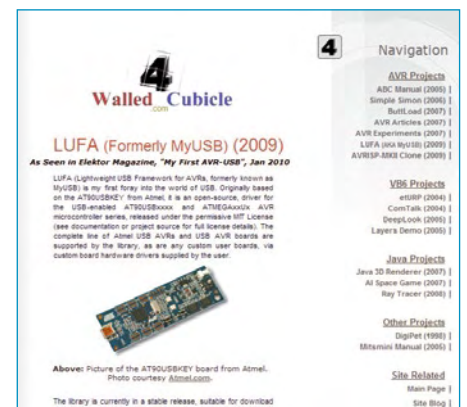 4
Walled Cubicle
.com
LUFA (Formerly MyUSB) (2009)
As Seen in Elektor Magazine, "My First AVR-USB", Jan 2010
LUFA (Lightweight USB Framework for AVRs, formerly known as
MyUSB) is my first foray into the world of USB. Originally based
on the AT90USBKEY from Atmel, it is an open-source, driver for
the USB-enabled AT90USBxxxx and ATMEGAxxUx AVR
microcontroller series, released under the permissive MIT License
(see documentation or project source for full license details). The
complete line of Atmel USB AVRs and USB AVR boards are
supported by the library, as are any custom user boards, via
custom board hardware drivers supplied by the user.
Above: Picture of the AT90USBKEY board from Atmel.
Photo courtesy Atmel.com.
The library is currently in a stable release, suitable for download
4
Navigation
AVR Projects
ABC Manual (2005) |
Simple Simon (2006) |
ButtLoad (2007) |
AVR Articles (2007) |
AVR Experiments (2007) |
LUFA (AKA MyUSB) (2009) |
AVRISP-MKII Clone (2009) |
VB6 Projects
etURP (2004) |
ComTalk (2004) |
DeepLook (2005) |
Layers Demo (2005) |
Java Projects
Java 3D Renderer (2007) |
AI Space Game (2007) |
Ray Tracer (2008) |
Other Projects
DigiPet (1998) |
Mitsmini Manual (2005) |
Site Related
Main Page |
Site Blog |